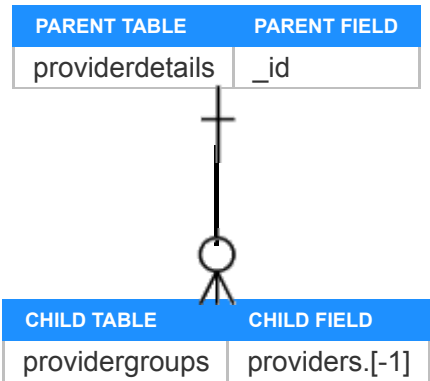 PARENT TABLE PARENT FIELD
providerdetails _id
CHILD TABLE CHILD FIELD
providergroups providers.[-1]